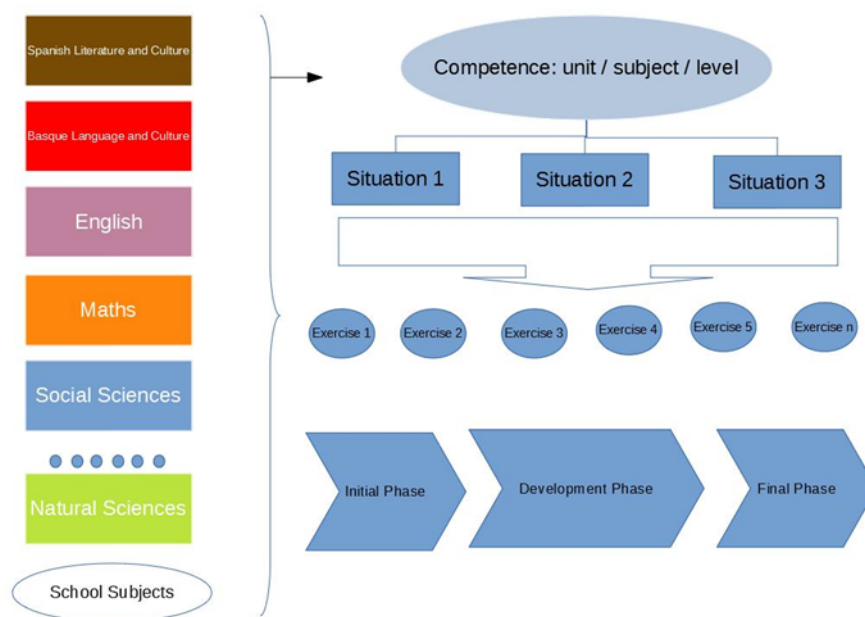 Spanish Literature and Culture
Basque Language and Culture
English
Maths
Social Sciences
Natural Sciences
School Subjects
Competence: unit / subject / level
Situation 1
Situation 2
Situation 3
Exercise 1
Exercise 2
Exercise 3
Exercise 4
Exercise 5
Exercise n
Initial Phase
Development Phase
Final Phase